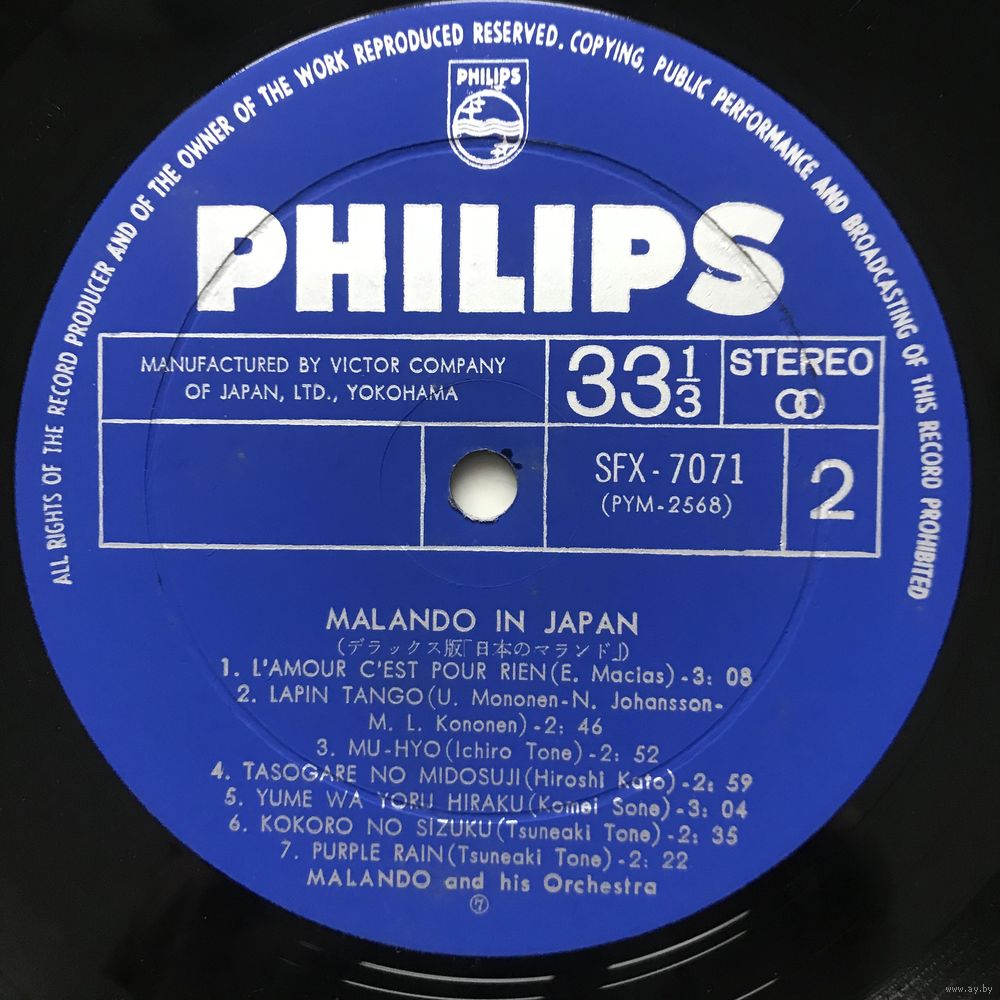 ALL RIGHTS OF THE RECORD PRODUCER AND OF THE OWNER OF THE WORK REPRODUCED RESERVED. COPYING, PUBLIC PERFORMANCE AND BROADCASTING OF THIS RECORD PROHIBITED
PHILIPS
PHILIPS
MANUFACTURED BY VICTOR COMPANY
OF JAPAN, LTD., YOKOHAMA
33 1/3
STEREO
SFX - 7071
(PYM-2568)
2
MALANDO IN JAPAN
(デラックス版「日本のマランド」)
1. L'AMOUR C'EST POUR RIEN(E. Macias)-3: 08
2. LAPIN TANGO(U. Mononen-N. Johansson-
M. L. Kononen)-2: 46
3. MU-HYO(Ichiro Tone)-2: 52
4. TASOGARE NO MIDOSUJI(Hiroshi Kato)-2: 59
5. YUME WA YORU HIRAKU(Komei Sone)-3: 04
6. KOKORO NO SIZUKU(Tsuneaki Tone)-2: 35
7. PURPLE RAIN(Tsuneaki Tone)-2: 22
MALANDO and his Orchestra
⑦
www.ay.by